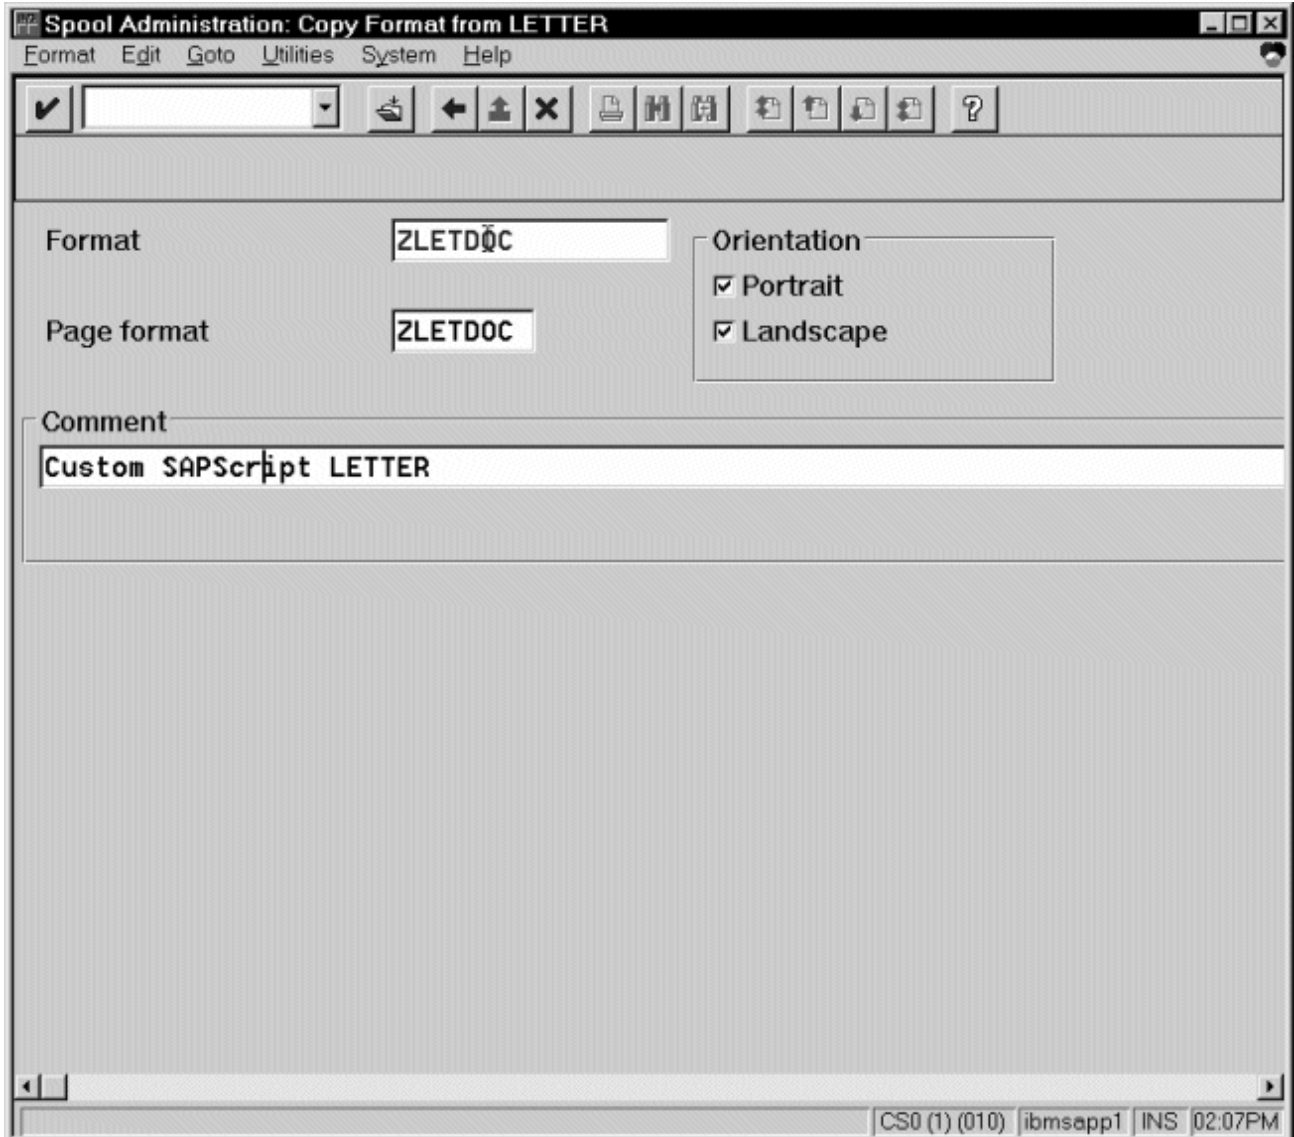 Spool Administration: Copy Format from LETTER
Format Edit Goto Utilities System Help
Format ZLETDOC Orientation
Portrait
Page format ZLETDOC Landscape
Comment
Custom SAPScript LETTER
CS0 (1) (010) ibmsapp1 INS 02:07PM